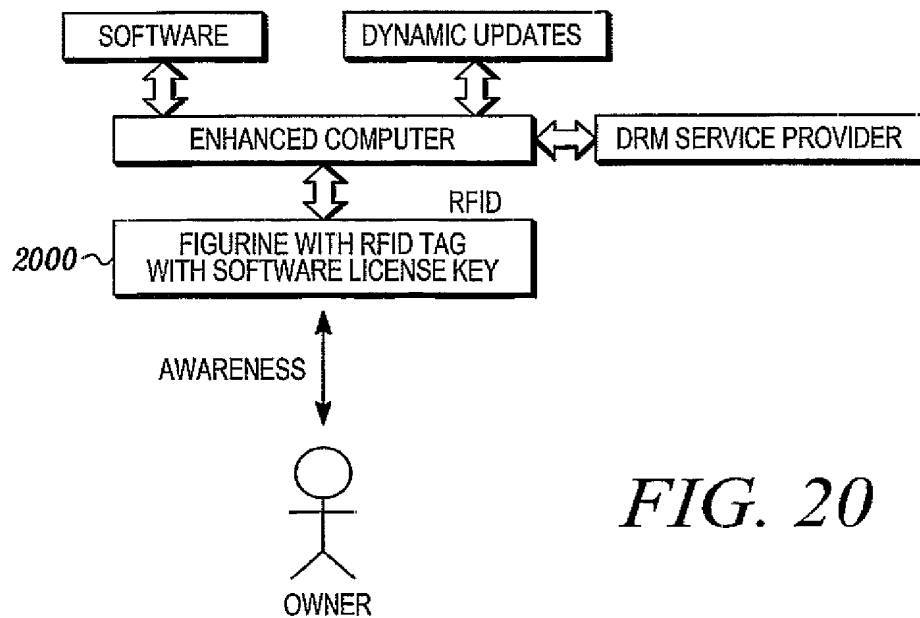 SOFTWARE
DYNAMIC UPDATES
ENHANCED COMPUTER
DRM SERVICE PROVIDER
RFID
2000
FIGURINE WITH RFID TAG
WITH SOFTWARE LICENSE KEY
AWARENESS
FIG. 20
OWNER